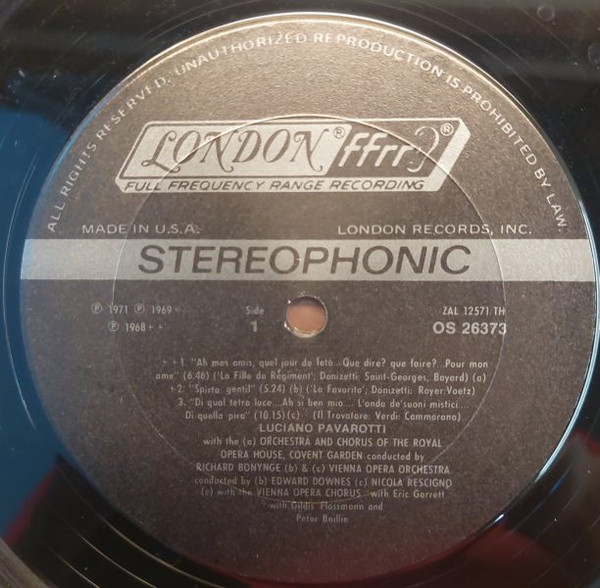 ALL RIGHTS RESERVED. UNAUTHORIZED REPRODUCTION IS PROHIBITED BY LAW.
LONDON® ffrr®
FULL FREQUENCY RANGE RECORDING
MADE IN U.S.A. LONDON RECORDS, INC.
STEREOPHONIC
℗ 1971 ℗ 1969 + Side ZAL 12571 TH
℗ 1968 + + 1 OS 26373
+ + 1. "Ah mes amis, quel jour de fete...Que dire? que faire?...Pour mon
ame" (6.46) ('La Fille du Régiment'; Donizetti: Saint-Georges, Bayard) (a)
+2. "Spirto gentil" (5.24) (b) ('La Favorita'; Donizetti: Royer:Vaetz)
3. "Di qual tetra luce...Ah si ben mio.... L'onda de'suoni mistici....
Di quella pira" (10.15)(c) (Il Trovatore: Verdi: Cammarano)
LUCIANO PAVAROTTI
with the (a) ORCHESTRA AND CHORUS OF THE ROYAL
OPERA HOUSE, COVENT GARDEN conducted by
RICHARD BONYNGE (b) & (c) VIENNA OPERA ORCHESTRA
conducted by (b) EDWARD DOWNES (c) NICOLA RESCIGNO
(c) with the VIENNA OPERA CHORUS with Eric Garrett
with Gildis Flossmann and
Peter Baillie